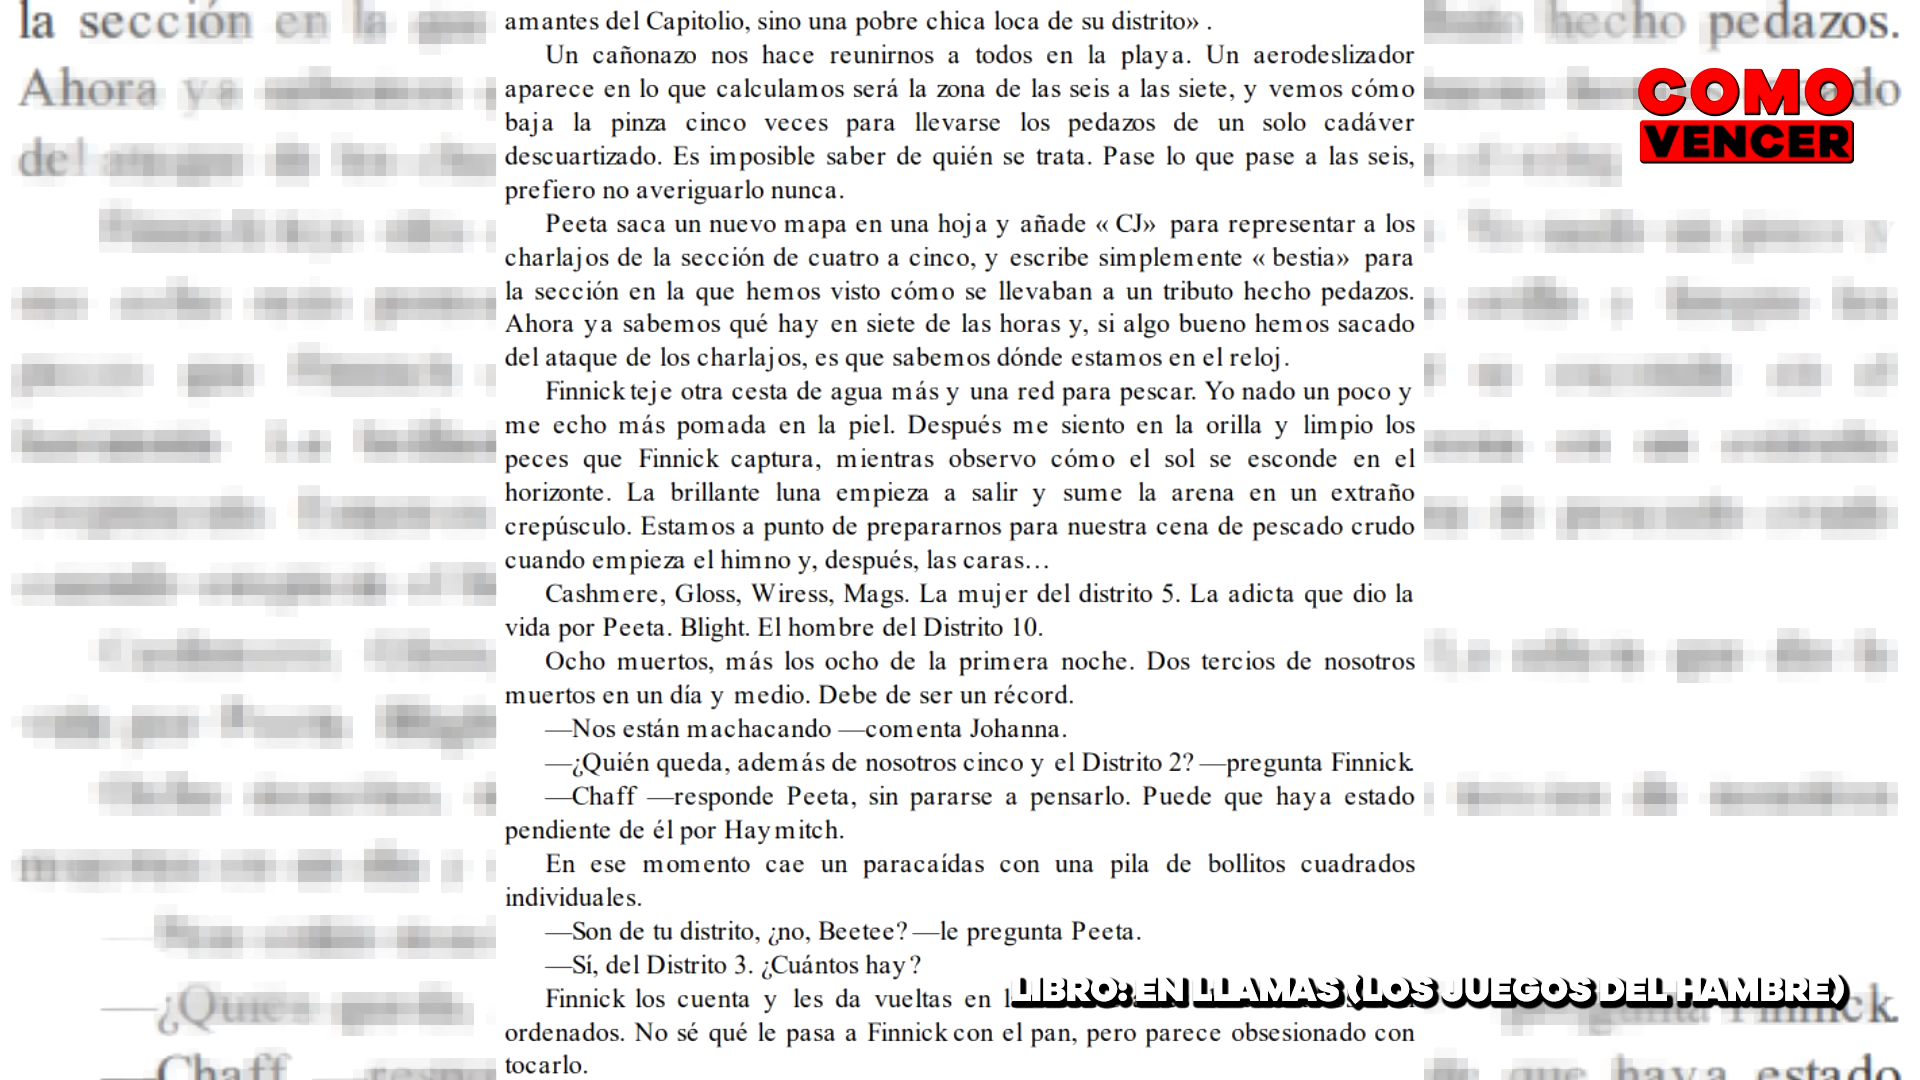 amantes del Capitolio, sino una pobre chica loca de su distrito» .
Un cañonazo nos hace reunirnos a todos en la playa. Un aerodeslizador
aparece en lo que calculamos será la zona de las seis a las siete, y vemos cómo
baja la pinza cinco veces para llevarse los pedazos de un solo cadáver
descuartizado. Es imposible saber de quién se trata. Pase lo que pase a las seis,
prefiero no averiguarlo nunca.
Peeta saca un nuevo mapa en una hoja y añade « CJ» para representar a los
charlajos de la sección de cuatro a cinco, y escribe simplemente « bestia» para
la sección en la que hemos visto cómo se llevaban a un tributo hecho pedazos.
Ahora ya sabemos qué hay en siete de las horas y, si algo bueno hemos sacado
del ataque de los charlajos, es que sabemos dónde estamos en el reloj.
Finnick teje otra cesta de agua más y una red para pescar. Yo nado un poco y
me echo más pomada en la piel. Después me siento en la orilla y limpio los
peces que Finnick captura, mientras observo cómo el sol se esconde en el
horizonte. La brillante luna empieza a salir y sume la arena en un extraño
crepúsculo. Estamos a punto de prepararnos para nuestra cena de pescado crudo
cuando empieza el himno y, después, las caras…
Cashmere, Gloss, Wiress, Mags. La mujer del distrito 5. La adicta que dio la
vida por Peeta. Blight. El hombre del Distrito 10.
Ocho muertos, más los ocho de la primera noche. Dos tercios de nosotros
muertos en un día y medio. Debe de ser un récord.
—Nos están machacando —comenta Johanna.
—¿Quién queda, además de nosotros cinco y el Distrito 2? —pregunta Finnick.
—Chaff —responde Peeta, sin pararse a pensarlo. Puede que haya estado
pendiente de él por Haymitch.
En ese momento cae un paracaídas con una pila de bollitos cuadrados
individuales.
—Son de tu distrito, ¿no, Beetee? —le pregunta Peeta.
—Sí, del Distrito 3. ¿Cuántos hay?
Finnick los cuenta y les da vueltas en
ordenados. No sé qué le pasa a Finnick con el pan, pero parece obsesionado con
tocarlo.
COMO
VENCER
LIBRO: EN LLAMAS (LOS JUEGOS DEL HAMBRE)
la sección en la
Ahora ya
del
hecho pedazos.
—¿Quién
—Chaff
Finnick.
de que haya estado